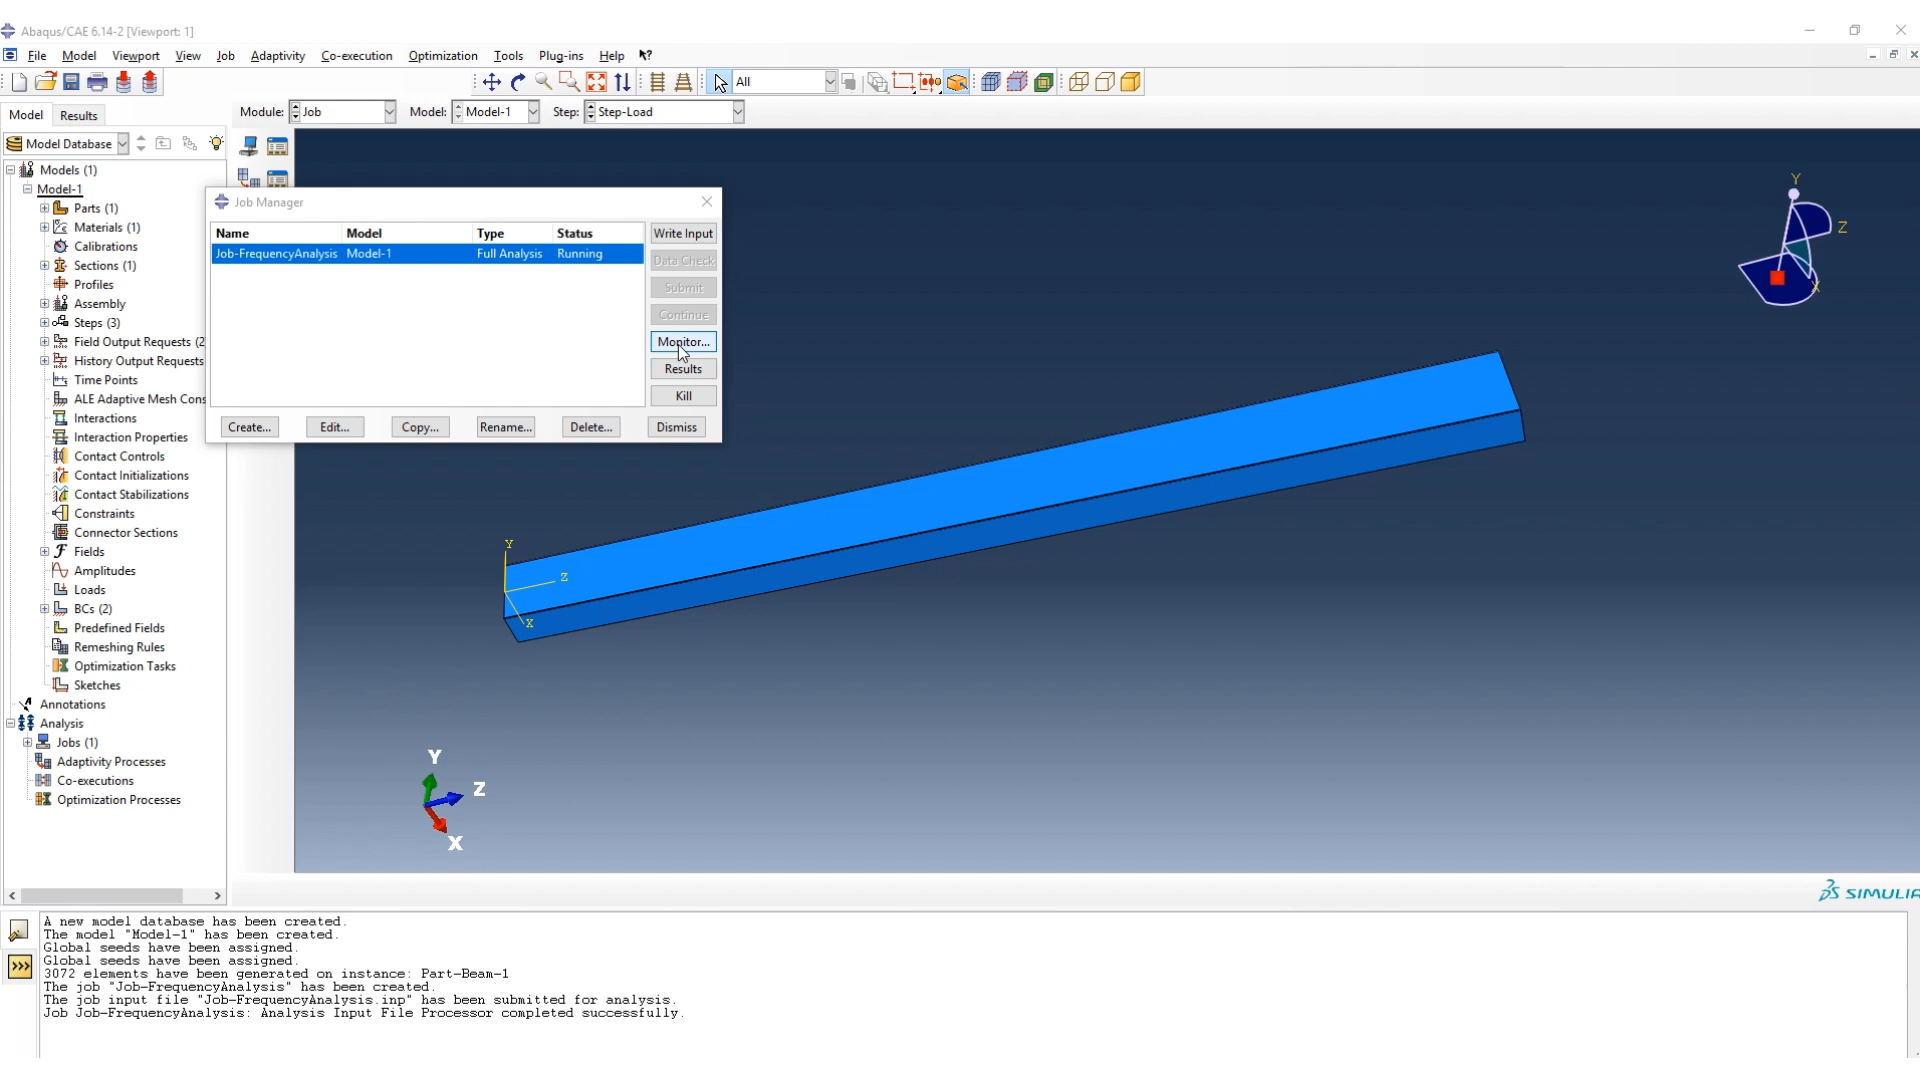 Abaqus/CAE 6.14-2 [Viewport: 1]
File Model Viewport View Job Adaptivity Co-execution Optimization Tools Plug-ins Help
All
Model Results
Module: Job Model: Model-1 Step: Step-Load
Model Database
Models (1)
Model-1
Parts (1)
Materials (1)
Calibrations
Sections (1)
Profiles
Assembly
Steps (3)
Field Output Requests (2
History Output Requests
Time Points
ALE Adaptive Mesh Cons
Interactions
Interaction Properties
Contact Controls
Contact Initializations
Contact Stabilizations
Constraints
Connector Sections
Fields
Amplitudes
Loads
BCs (2)
Predefined Fields
Remeshing Rules
Optimization Tasks
Sketches
Annotations
Analysis
Jobs (1)
Adaptivity Processes
Co-executions
Optimization Processes
Job Manager
Name Model Type Status
Job-FrequencyAnalysis Model-1 Full Analysis Running
Write Input
Data Check
Submit
Continue
Monitor...
Results
Kill
Create... Edit... Copy... Rename... Delete... Dismiss
Y
Z
X
Y
Z
X
Y
Z
X
SIMULIA
A new model database has been created.
The model "Model-1" has been created.
Global seeds have been assigned.
Global seeds have been assigned.
3072 elements have been generated on instance: Part-Beam-1
The job "Job-FrequencyAnalysis" has been created.
The job input file "Job-FrequencyAnalysis.inp" has been submitted for analysis.
Job Job-FrequencyAnalysis: Analysis Input File Processor completed successfully.